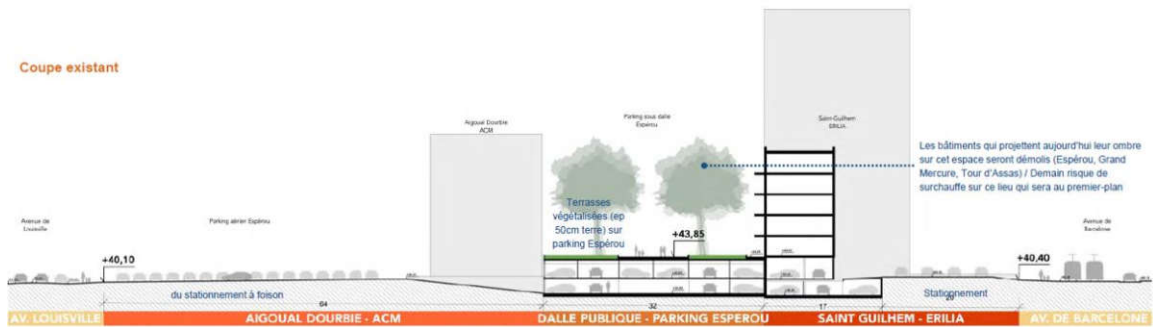 Coupe existant
Aigoual Dourbie
ACM
Parking sous dalle
Espérou
Saint-Guilhem
ERILIA
Les bâtiments qui projettent aujourd'hui leur ombre
sur cet espace seront démolis (Espérou, Grand
Mercure, Tour d'Assas) / Demain risque de
surchauffe sur ce lieu qui sera au premier-plan
Terrasses
végétalisées (ep
50cm terre) sur
parking Espérou
Avenue de
Louisville
Parking aérien Espérou
Avenue de
Barcelone
+43,85
+40,10
+40,40
du stationnement à foison
Stationnement
64
32
17
AV. LOUISVILLE
AIGOUAL DOURBIE - ACM
DALLE PUBLIQUE - PARKING ESPEROU
SAINT GUILHEM - ERILIA
AV. DE BARCELONE